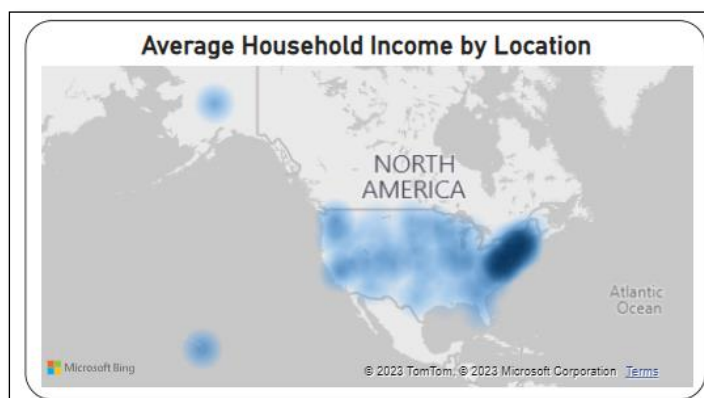 Average Household Income by Location
NORTH
AMERICA
Atlantic
Ocean
Microsoft Bing
© 2023 TomTom, © 2023 Microsoft Corporation Terms